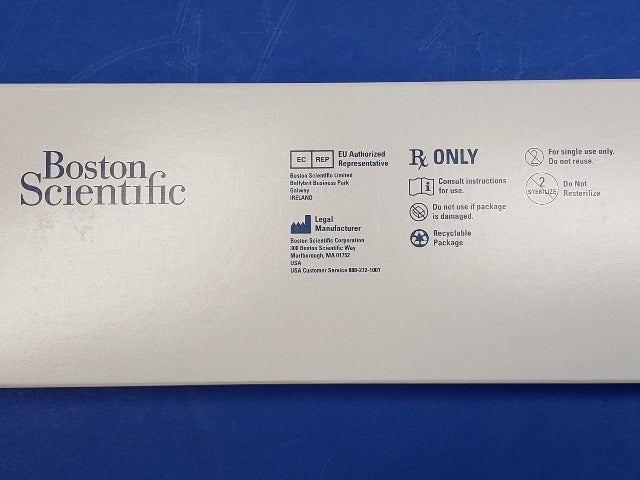 Boston
Scientific
EC REP
EU Authorized
Representative
Boston Scientific Limited
Ballybrit Business Park
Galway
IRELAND
Legal
Manufacturer
Boston Scientific Corporation
300 Boston Scientific Way
Marlborough, MA 01752
USA
USA Customer Service 888-272-1001
Rx ONLY
i
Consult instructions
for use.
Do not use if package
is damaged.
Recyclable
Package
2
For single use only.
Do not reuse.
2
STERILIZE
Do Not
Resterilize